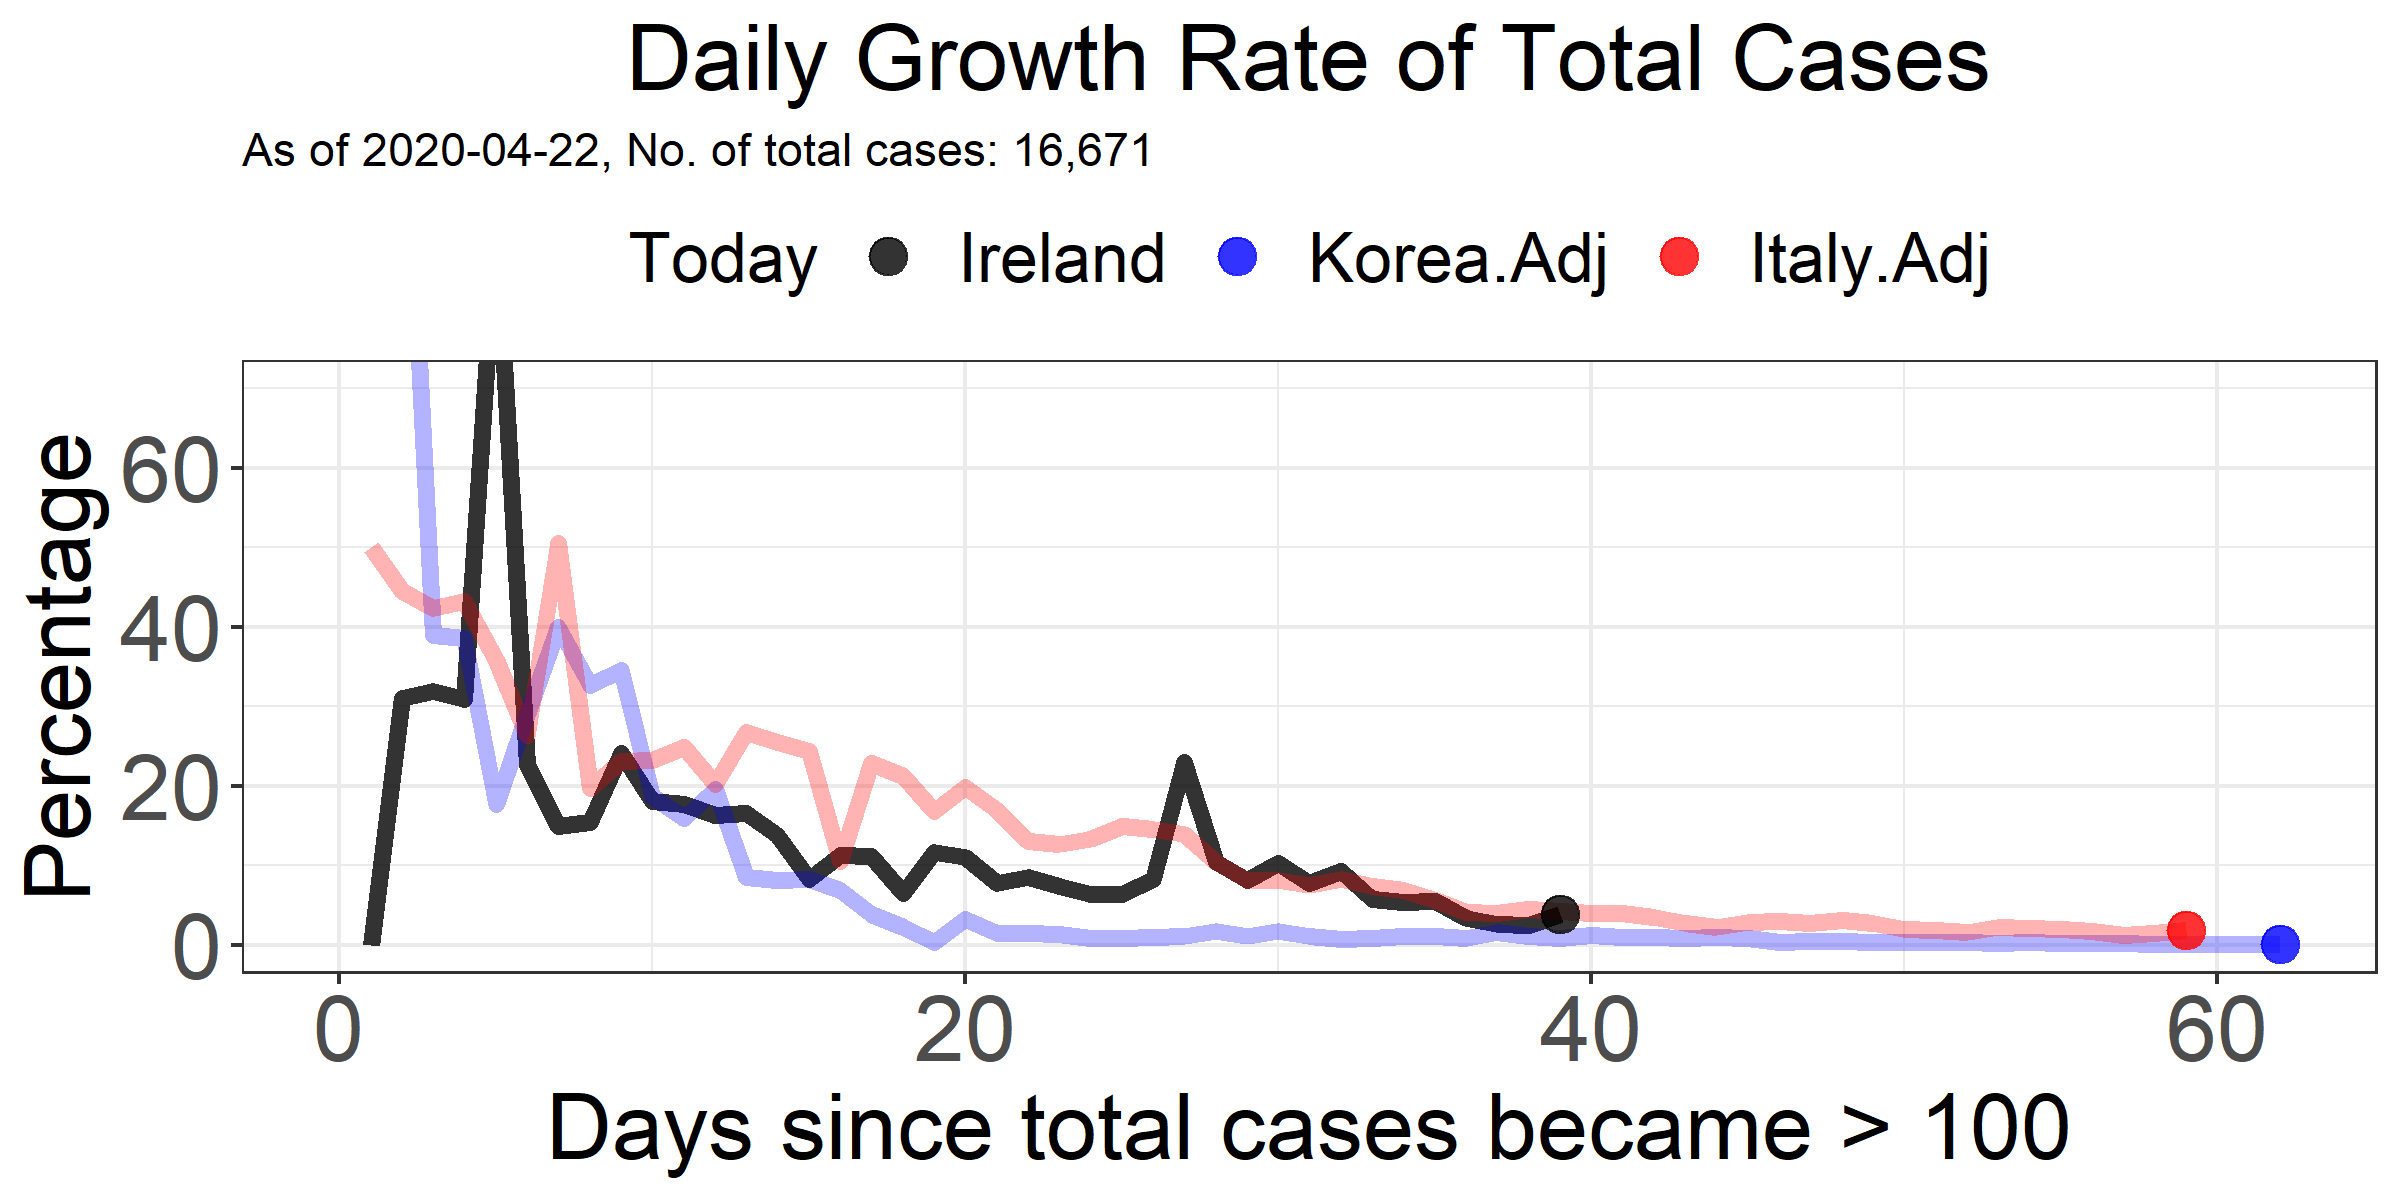 Daily Growth Rate of Total Cases
As of 2020-04-22, No. of total cases: 16,671
Today Ireland Korea.Adj Italy.Adj
Percentage
60
40
20
0
0 20 40 60
Days since total cases became > 100